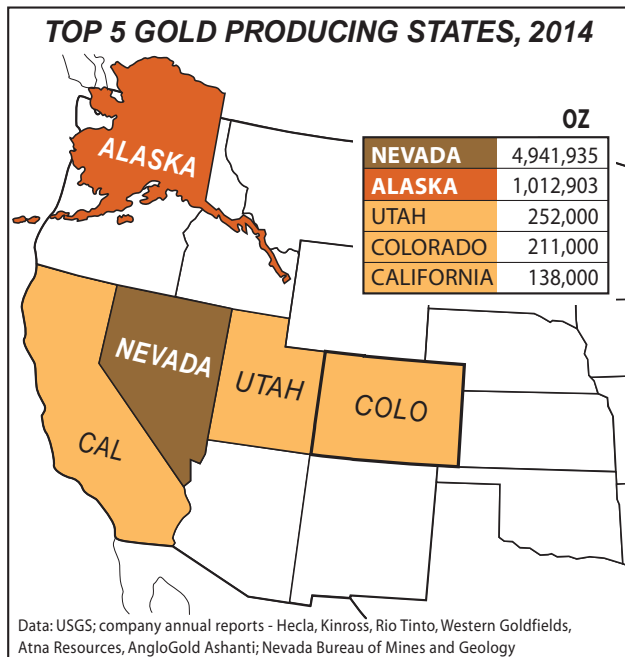 TOP 5 GOLD PRODUCING STATES, 2014
OZ
NEVADA 4,941,935
ALASKA 1,012,903
UTAH 252,000
COLORADO 211,000
CALIFORNIA 138,000
ALASKA
NEVADA
UTAH
COLO
CAL
Data: USGS; company annual reports - Hecla, Kinross, Rio Tinto, Western Goldfields,
Atna Resources, AngloGold Ashanti; Nevada Bureau of Mines and Geology